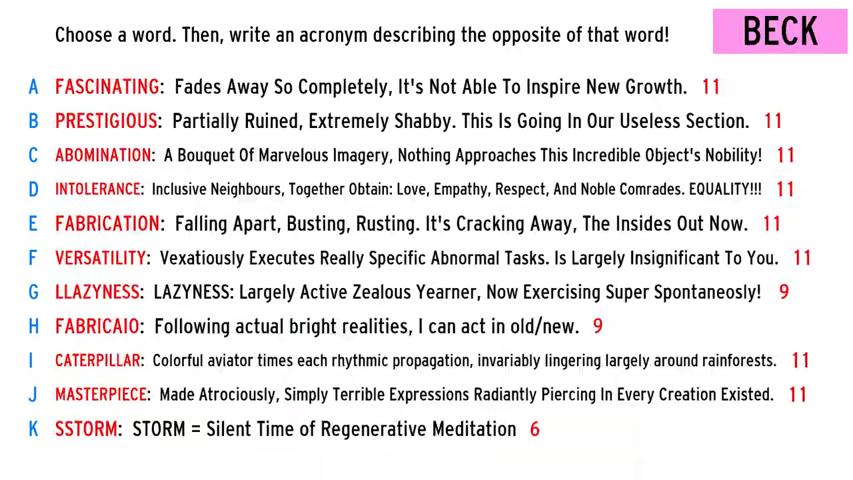 Choose a word. Then, write an acronym describing the opposite of that word!
BECK
A FASCINATING: Fades Away So Completely, It's Not Able To Inspire New Growth. 11
B PRESTIGIOUS: Partially Ruined, Extremely Shabby. This Is Going In Our Useless Section. 11
C ABOMINATION: A Bouquet Of Marvelous Imagery, Nothing Approaches This Incredible Object's Nobility! 11
D INTOLERANCE: Inclusive Neighbours, Together Obtain: Love, Empathy, Respect, And Noble Comrades. EQUALITY!!! 11
E FABRICATION: Falling Apart, Busting, Rusting. It's Cracking Away, The Insides Out Now. 11
F VERSATILITY: Vexatiously Executes Really Specific Abnormal Tasks. Is Largely Insignificant To You. 11
G LLAZYNESS: LAZYNESS: Largely Active Zealous Yearner, Now Exercising Super Spontaneosly! 9
H FABRICAIO: Following actual bright realities, I can act in old/new. 9
I CATERPILLAR: Colorful aviator times each rhythmic propagation, invariably lingering largely around rainforests. 11
J MASTERPIECE: Made Atrociously, Simply Terrible Expressions Radiantly Piercing In Every Creation Existed. 11
K SSTORM: STORM = Silent Time of Regenerative Meditation 6